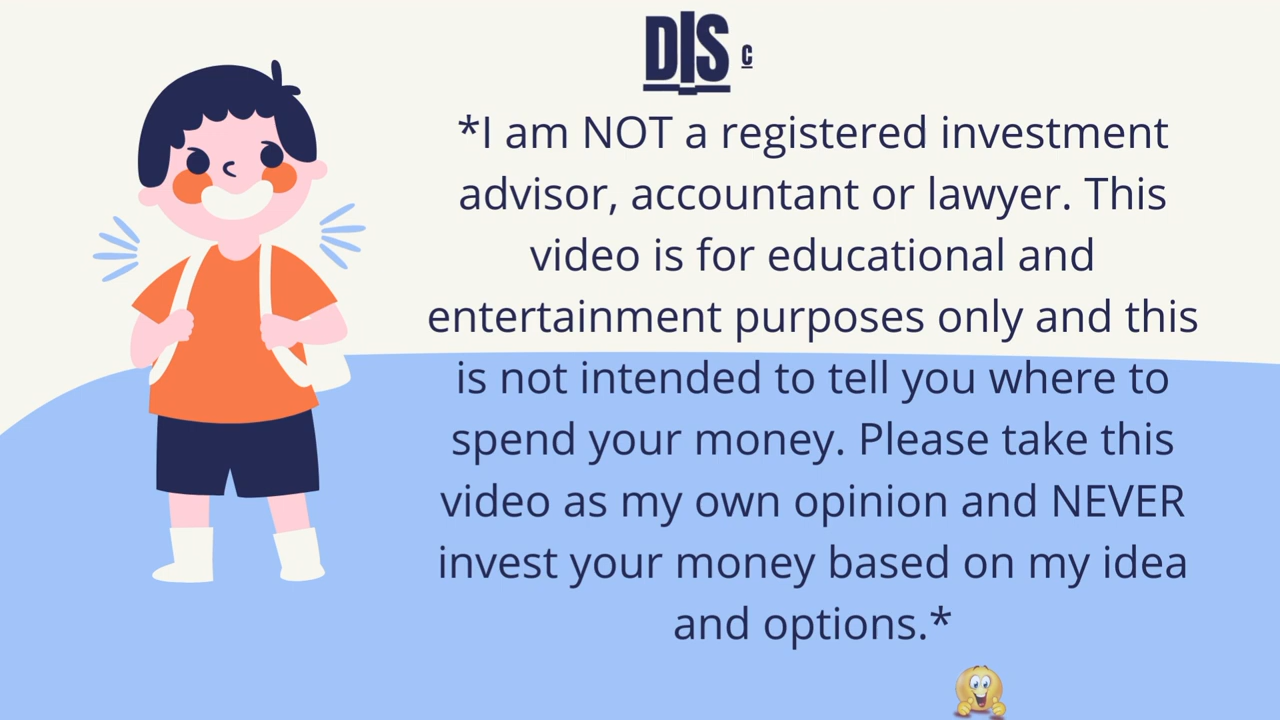 DIS c
*I am NOT a registered investment
advisor, accountant or lawyer. This
video is for educational and
entertainment purposes only and this
is not intended to tell you where to
spend your money. Please take this
video as my own opinion and NEVER
invest your money based on my idea
and options.*